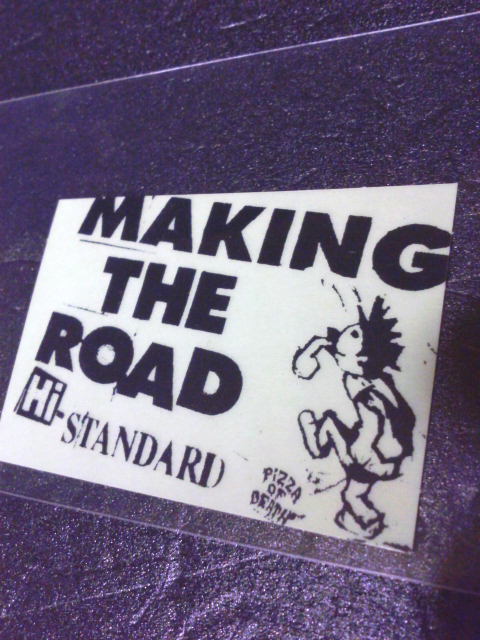 MAKING
THE
ROAD
Hi-STANDARD
PIZZA
OF
DEATH